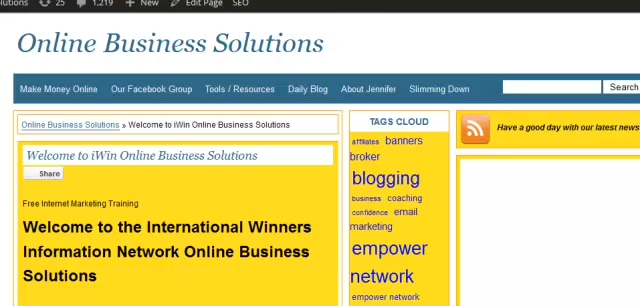 olutions 25 1,219 New Edit Page SEO
Online Business Solutions
Make Money Online Our Facebook Group Tools / Resources Daily Blog About Jennifer Slimming Down Search
Online Business Solutions » Welcome to iWin Online Business Solutions
Welcome to iWin Online Business Solutions
Share
Free Internet Marketing Training
Welcome to the International Winners
Information Network Online Business
Solutions
TAGS CLOUD
affiliates banners
broker
blogging
business coaching
confidence email
marketing
empower
network
empower network
Have a good day with our latest news